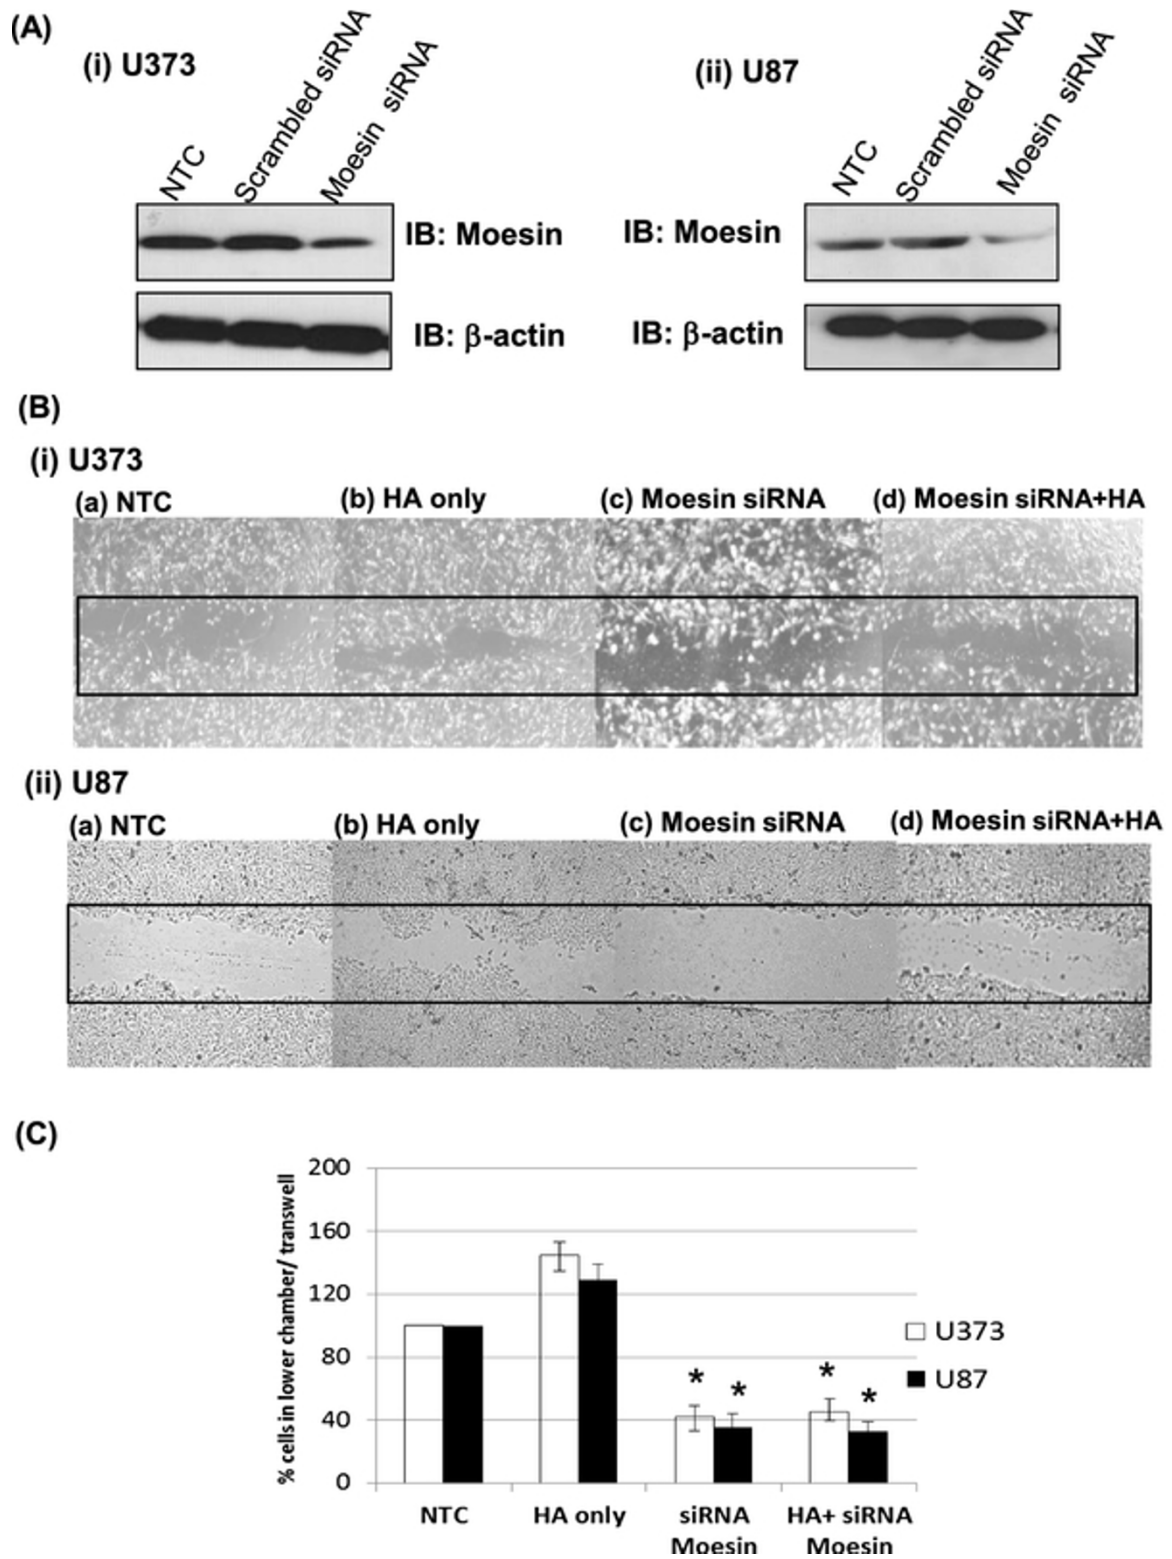 (A)
(i) U373
NTC
Scrambled siRNA
Moesin siRNA
(ii) U87
NTC
Scrambled siRNA
Moesin siRNA
IB: Moesin
IB: Moesin
IB: β-actin
IB: β-actin
(B)
(i) U373
(a) NTC
(b) HA only
(c) Moesin siRNA
(d) Moesin siRNA+HA
(ii) U87
(a) NTC
(b) HA only
(c) Moesin siRNA
(d) Moesin siRNA+HA
(C)
% cells in lower chamber/ transwell
200
160
120
80
40
0
* * * *
U373
U87
NTC
HA only
siRNA
Moesin
HA+ siRNA
Moesin